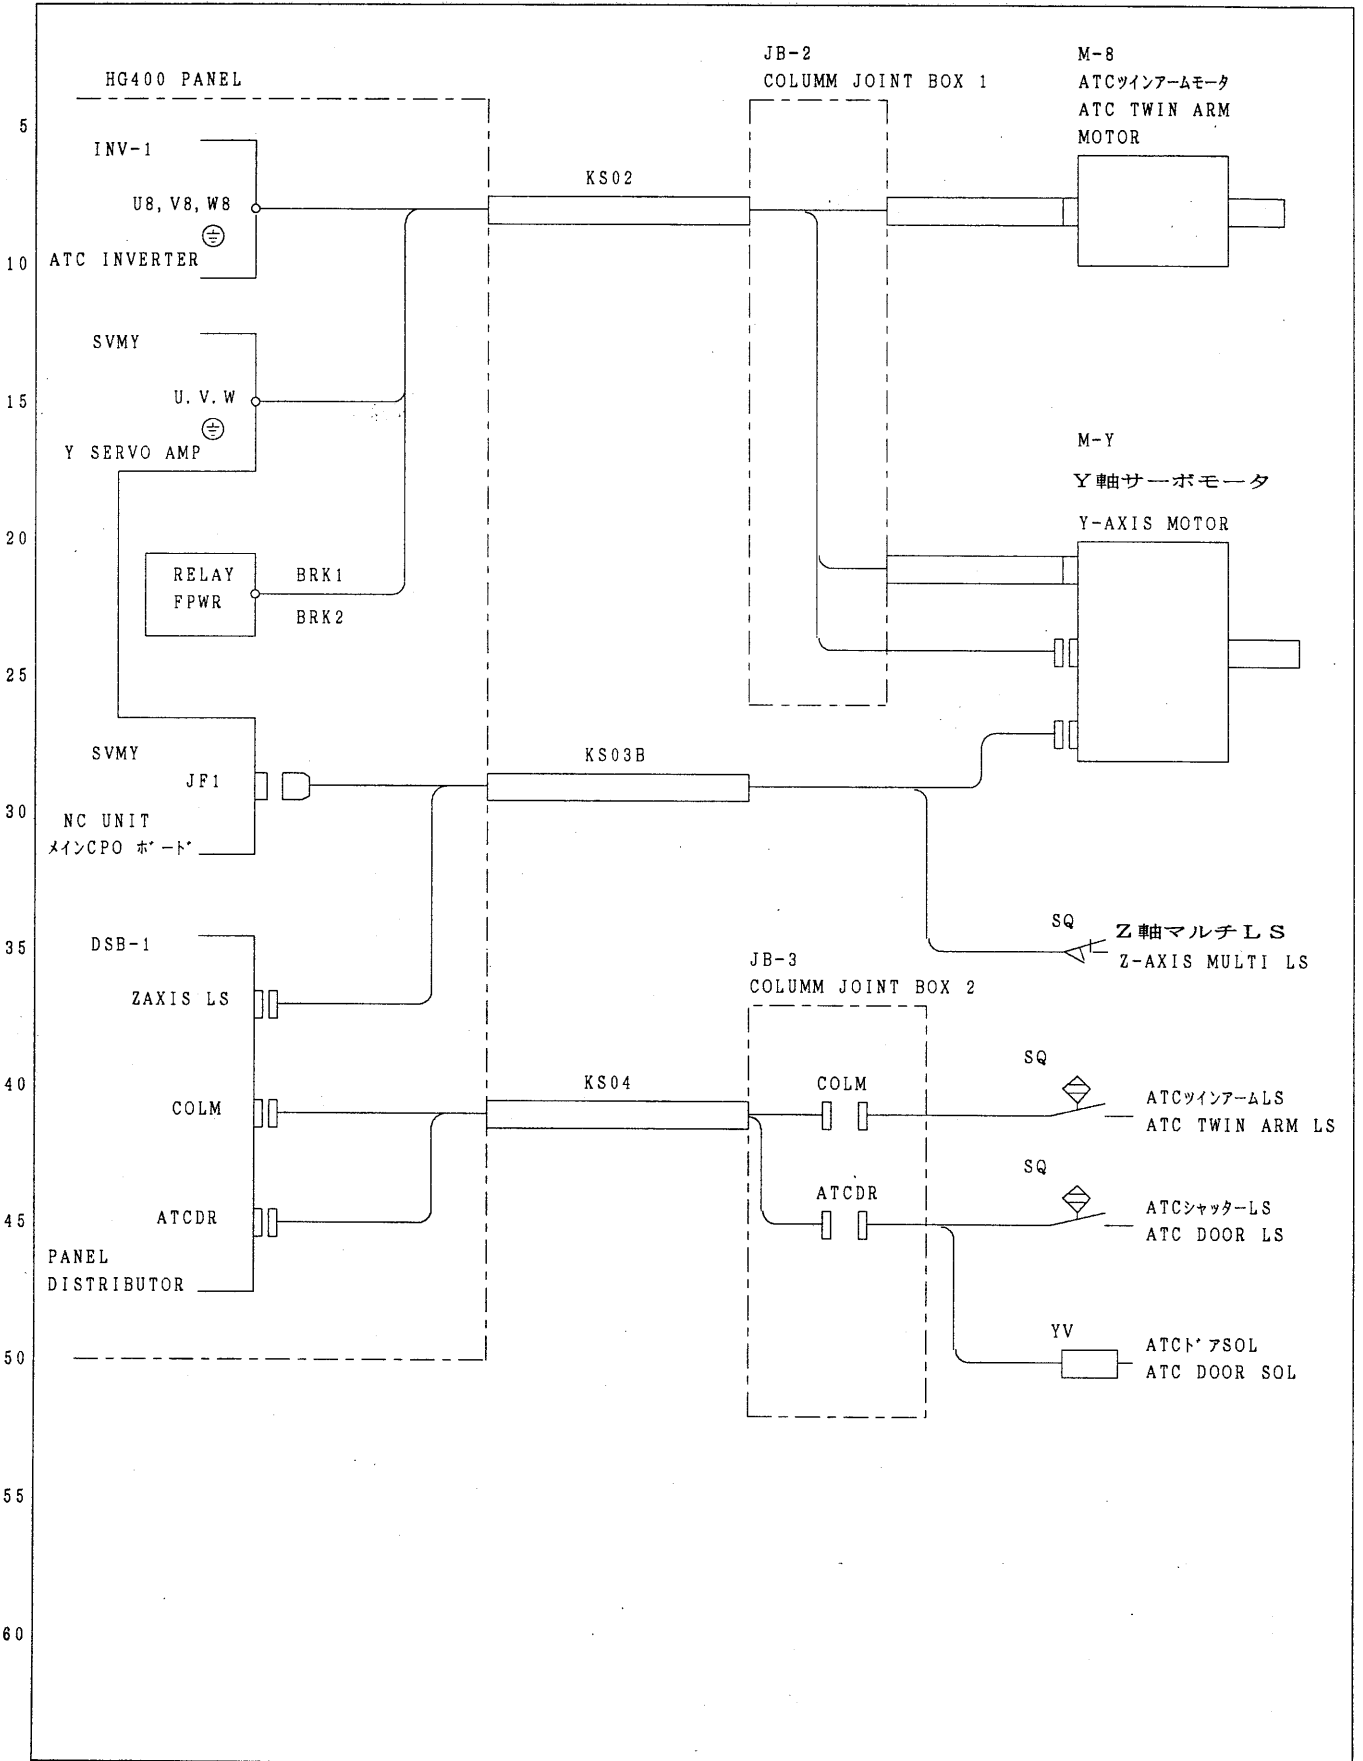 HG400 PANEL
JB-2
COLUMM JOINT BOX 1
M-8
ATCツインアームモータ
ATC TWIN ARM
MOTOR
5
INV-1
KS02
U8, V8, W8
10
ATC INVERTER
SVMY
15
U. V. W
Y SERVO AMP
M-Y
Y軸サーボモータ
Y-AXIS MOTOR
20
RELAY
FPWR
BRK1
BRK2
25
SVMY
JF1
KS03B
30
NC UNIT
メインCPO ボード
35
DSB-1
SQ
Z軸マルチLS
Z-AXIS MULTI LS
JB-3
COLUMM JOINT BOX 2
ZAXIS LS
40
KS04
COLM
SQ
COLM
ATCツインアームLS
ATC TWIN ARM LS
SQ
ATCDR
45
ATCDR
ATCシャッターLS
ATC DOOR LS
PANEL
DISTRIBUTOR
50
YV
ATCドアSOL
ATC DOOR SOL
55
60